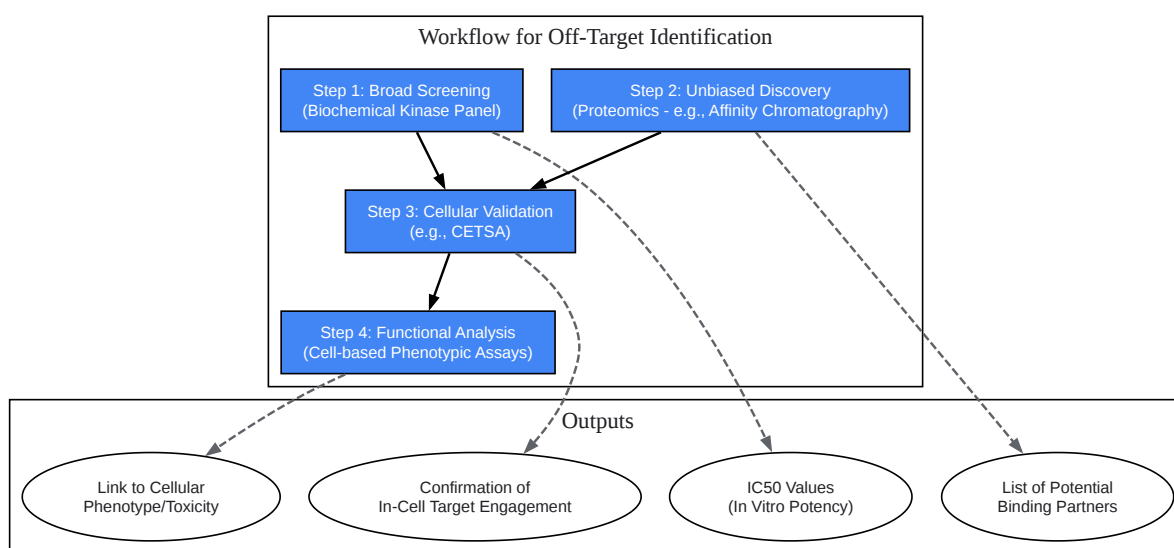 Workflow for Off-Target Identification
Step 1: Broad Screening
(Biochemical Kinase Panel)
Step 2: Unbiased Discovery
(Proteomics - e.g., Affinity Chromatography)
Step 3: Cellular Validation
(e.g., CETSA)
Step 4: Functional Analysis
(Cell-based Phenotypic Assays)
Outputs
Link to Cellular
Phenotype/Toxicity
Confirmation of
In-Cell Target Engagement
IC50 Values
(In Vitro Potency)
List of Potential
Binding Partners